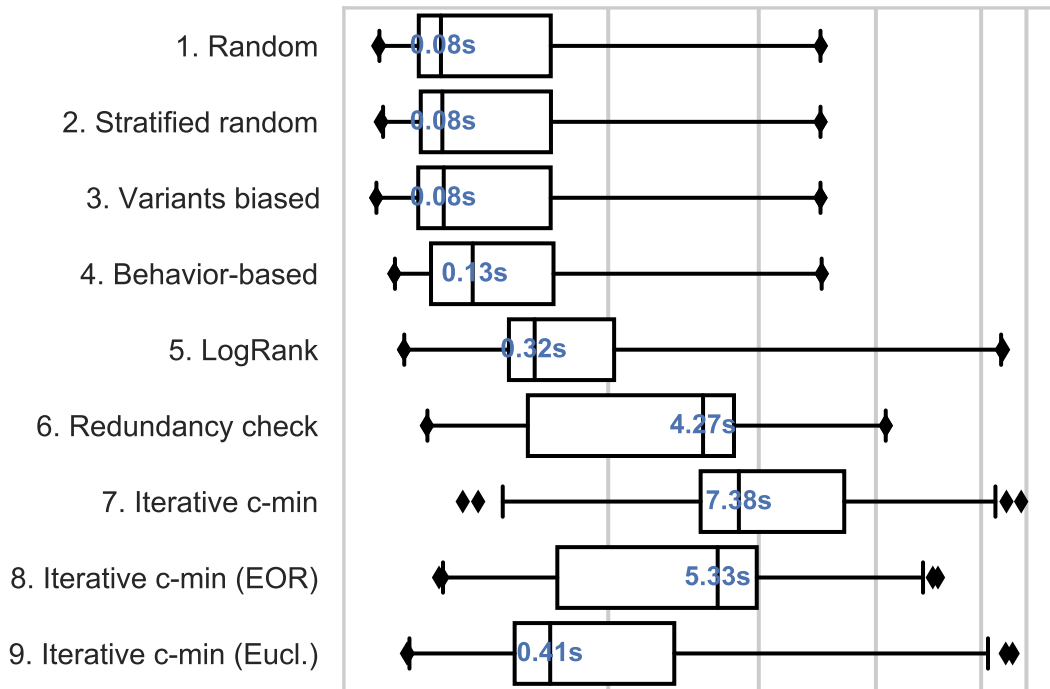 1. Random
0.08s
2. Stratified random
0.08s
3. Variants biased
0.08s
4. Behavior-based
0.13s
5. LogRank
0.32s
6. Redundancy check
4.27s
7. Iterative c-min
7.38s
8. Iterative c-min (EOR)
5.33s
9. Iterative c-min (Eucl.)
0.41s